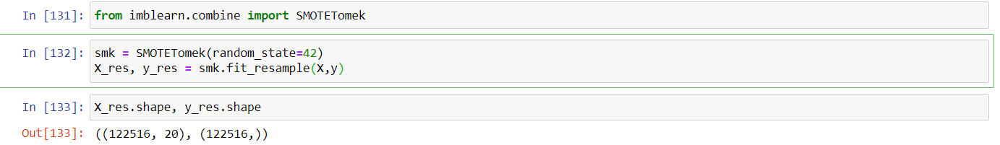 In [131]: from imblearn.combine import SMOTETomek
In [132]: smk = SMOTETomek(random_state=42)
X_res, y_res = smk.fit_resample(X,y)
In [133]: X_res.shape, y_res.shape
Out[133]: ((122516, 20), (122516,))